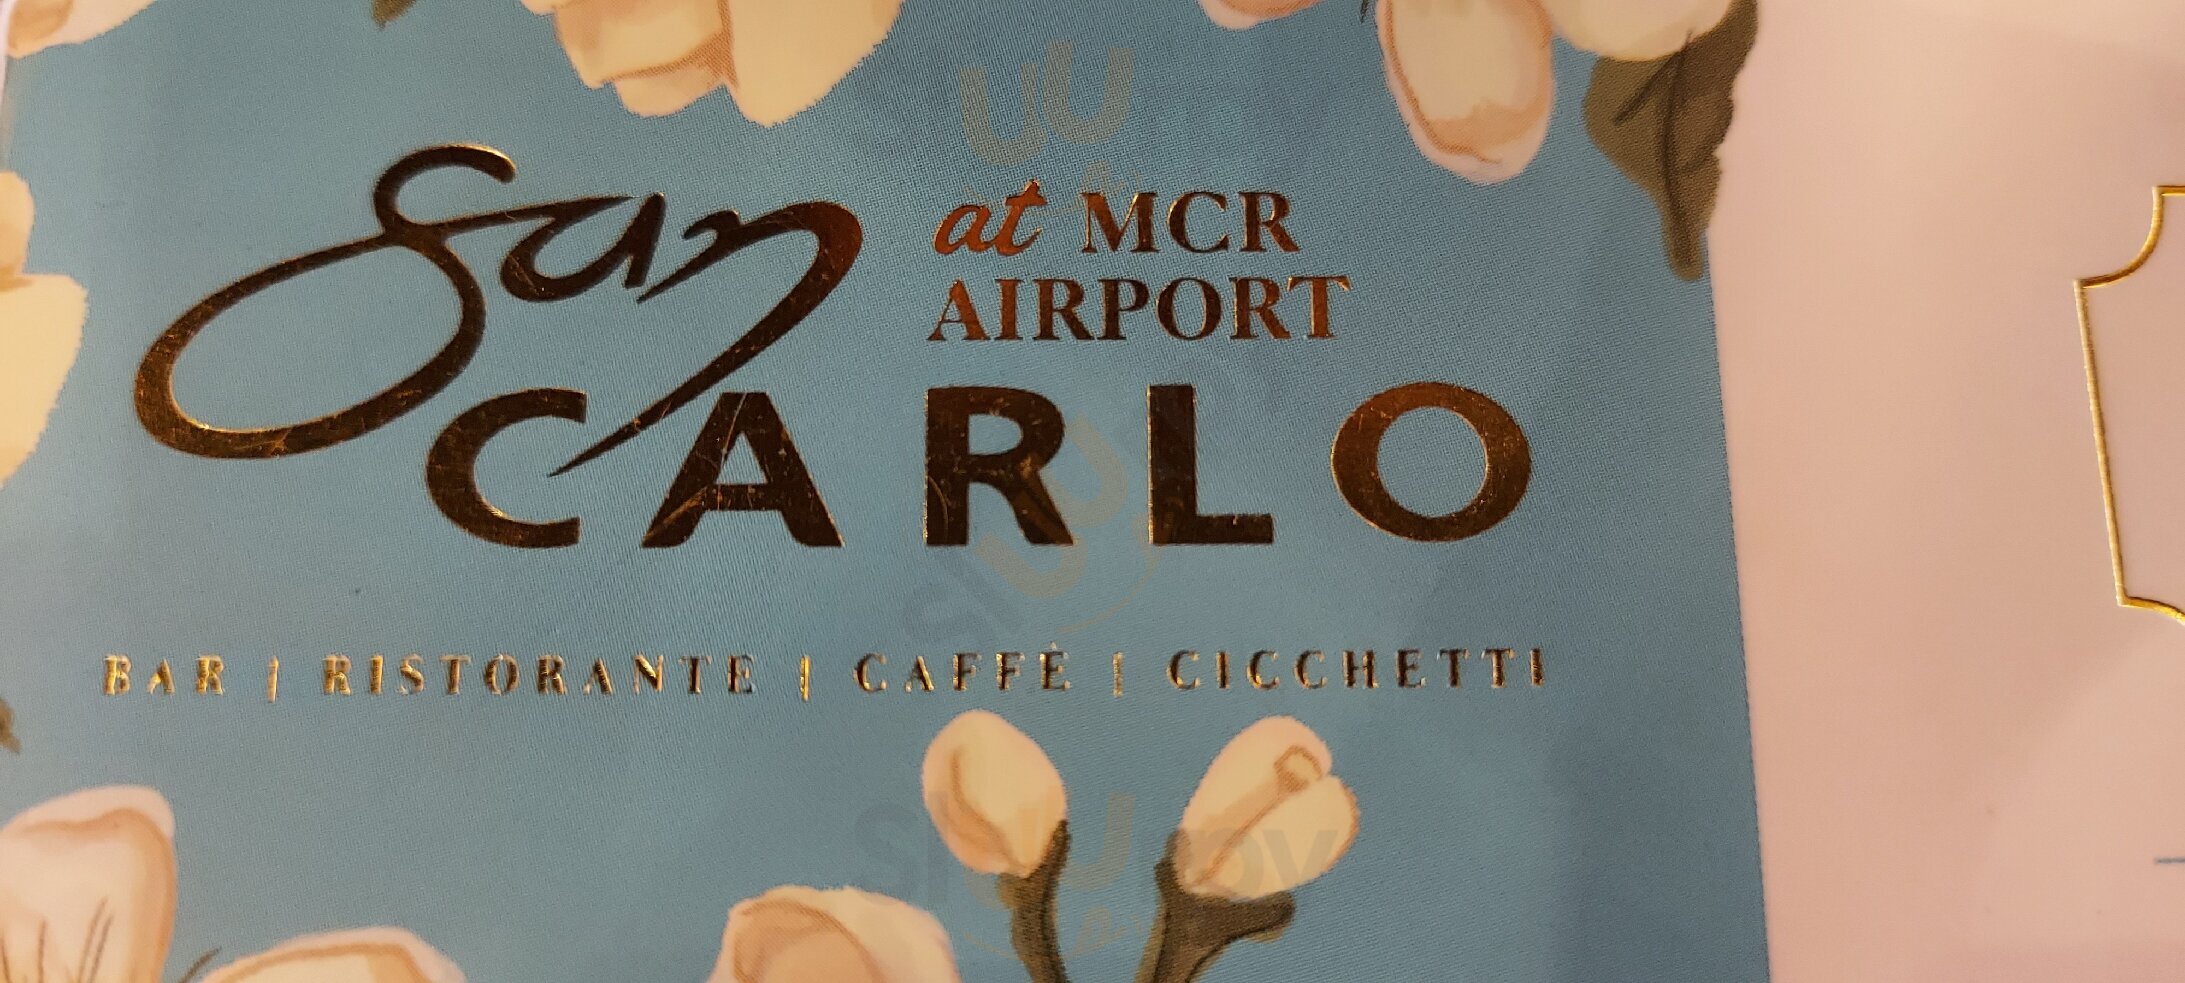 San at MCR
AIRPORT
CARLO
BAR | RISTORANTE | CAFFÈ | CICCHETTI